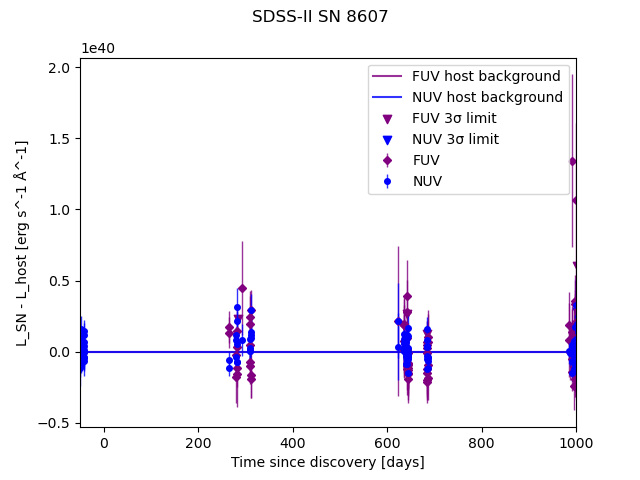 SDSS-II SN 8607
1e40
L_SN - L_host [erg s^-1 Å^-1]
2.0
1.5
1.0
0.5
0.0
−0.5
FUV host background
NUV host background
FUV 3σ limit
NUV 3σ limit
FUV
NUV
0
200
400
600
800
1000
Time since discovery [days]